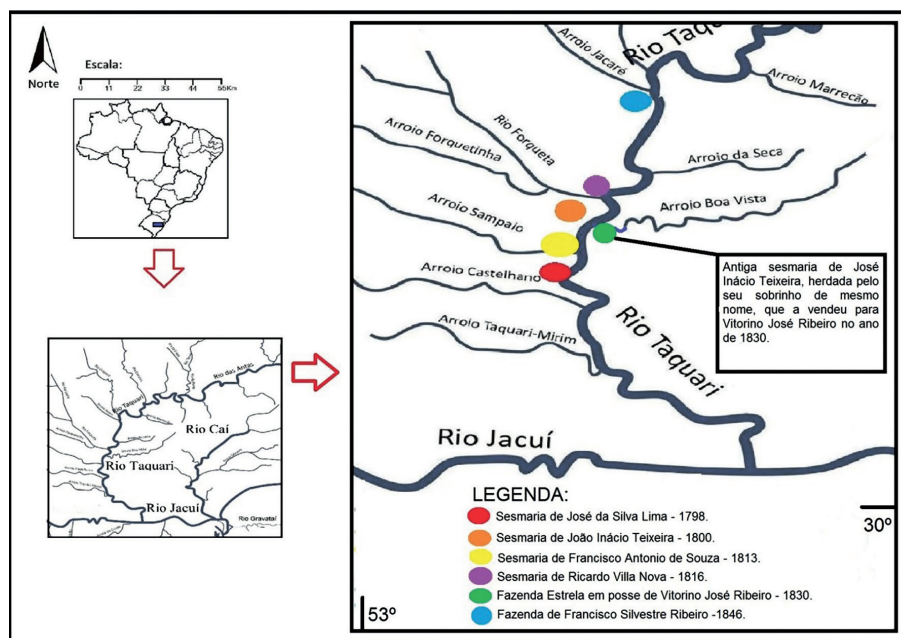 Norte
Escala:
0 11 22 33 44 55Km
Rio Taquari
Rio das Antas
Rio Caí
Rio Taquari
Rio Jacuí
Rio Gravataí
Rio Taqu
Arroio Jacaré
Arroio Marrecão
Rio Forqueta
Arroio Forquetinha
Arroio da Seca
Arroio Boa Vista
Arroio Sampaio
Arroio Castelhano
Arroio Taquari-Mirim
Rio Taquari
Rio Jacuí
Antiga sesmaria de José
Inácio Teixeira, herdada pelo
seu sobrinho de mesmo
nome, que a vendeu para
Vitorino José Ribeiro no ano
de 1830.
LEGENDA:
Sesmaria de José da Silva Lima - 1798.
Sesmaria de João Inácio Teixeira - 1800.
Sesmaria de Francisco Antonio de Souza - 1813.
Sesmaria de Ricardo Villa Nova - 1816.
Fazenda Estrela em posse de Vitorino José Ribeiro - 1830.
Fazenda de Francisco Silvestre Ribeiro -1846.
30º
53º